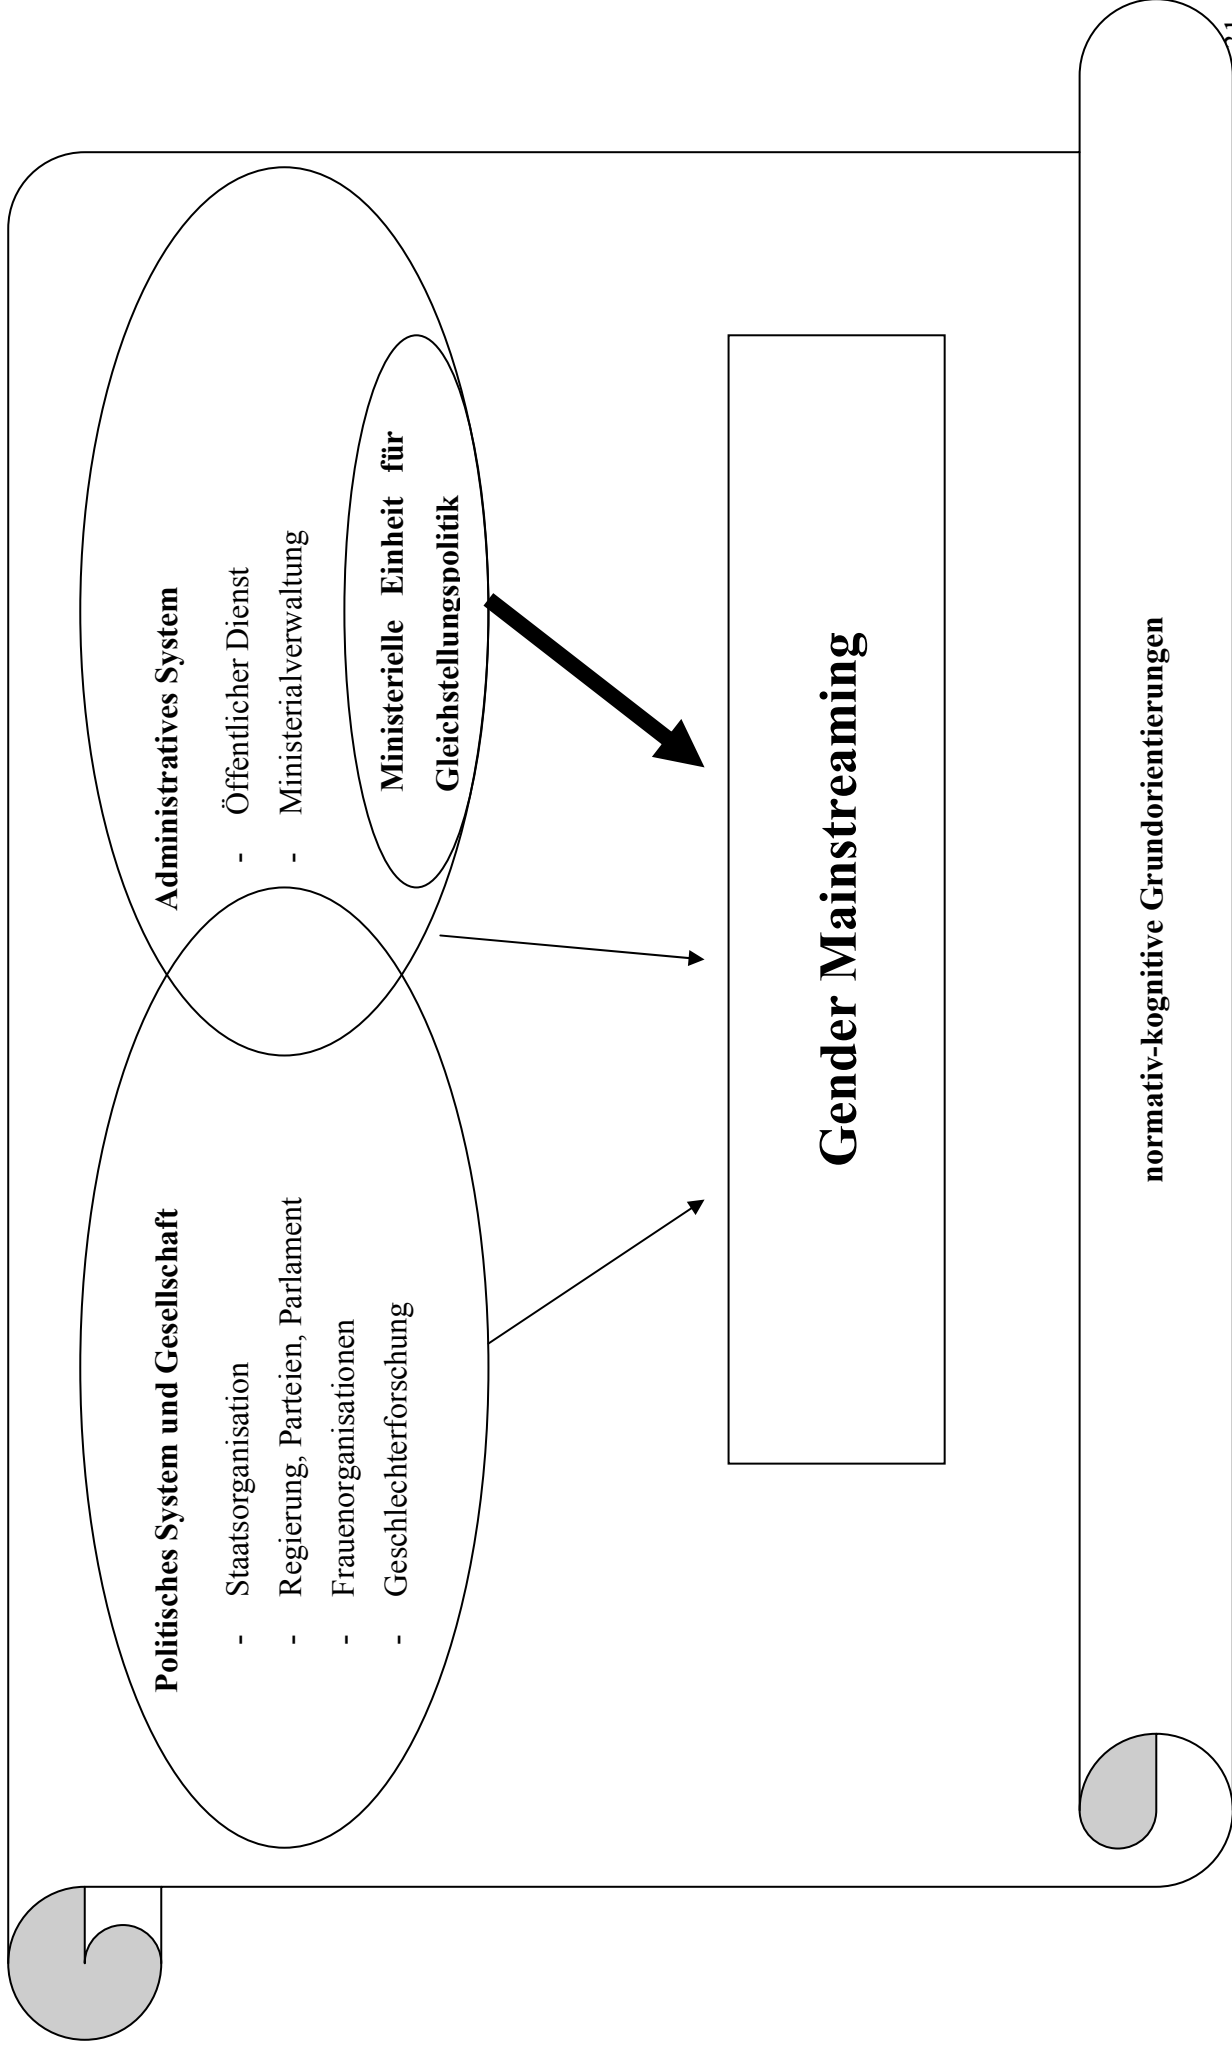 Politisches System und Gesellschaft
- Staatsorganisation
- Regierung, Parteien, Parlament
- Frauenorganisationen
- Geschlechterforschung
Administratives System
- Öffentlicher Dienst
- Ministerialverwaltung
Ministerielle Einheit für
Gleichstellungspolitik
Gender Mainstreaming
normativ-kognitive Grundorientierungen